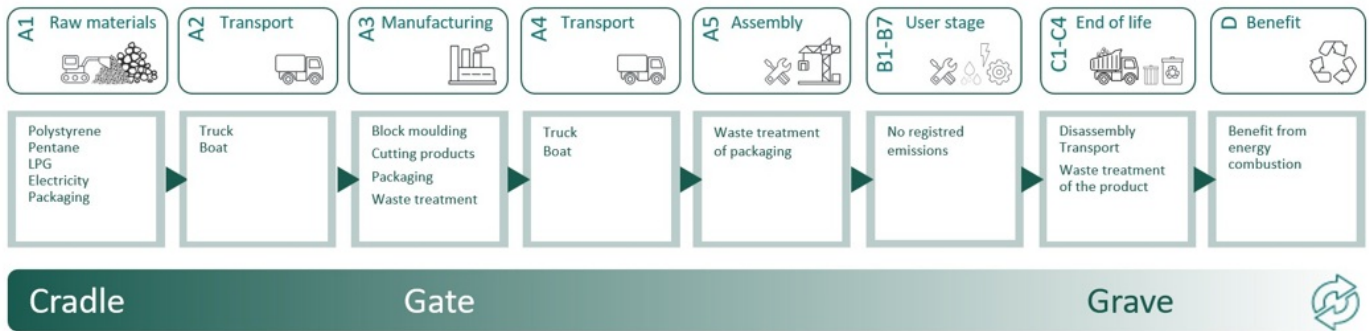 A1 Raw materials
A2 Transport
A3 Manufacturing
A4 Transport
A5 Assembly
B1-B7 User stage
C1-C4 End of life
D Benefit
Polystyrene
Pentane
LPG
Electricity
Packaging
Truck
Boat
Block moulding
Cutting products
Packaging
Waste treatment
Truck
Boat
Waste treatment
of packaging
No registred
emissions
Disassembly
Transport
Waste treatment
of the product
Benefit from
energy
combustion
Cradle
Gate
Grave